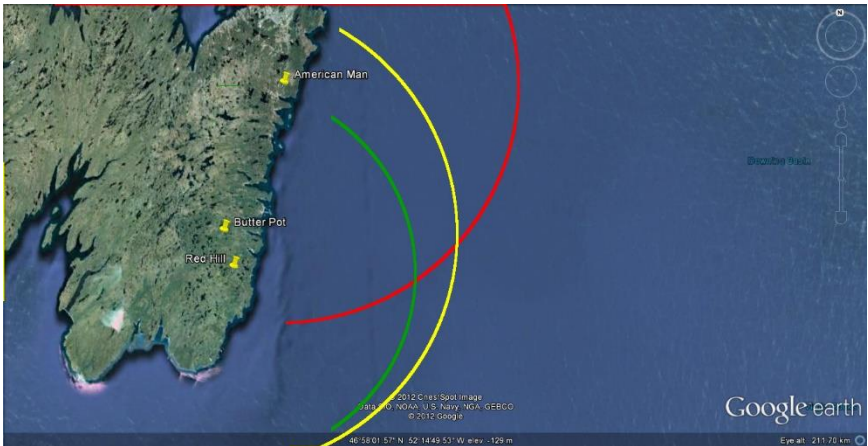 N
American Man
Butter Pot
Red Hill
© 2012 Cnes/Spot Image
Data SIO, NOAA, U.S. Navy, NGA, GEBCO
© 2012 Google
Google earth
46°58'01.57" N 52°14'49.53" W elev -129 m
Eye alt 211.70 km